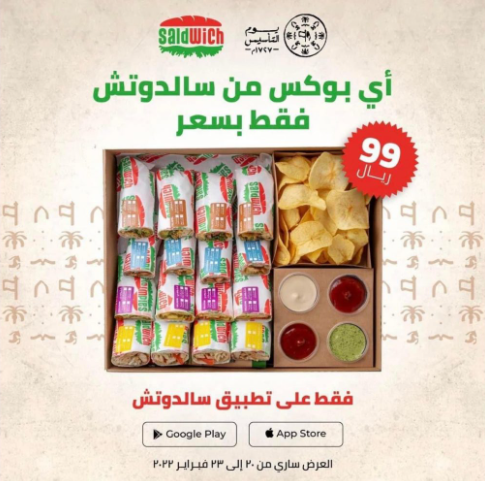 saldwich
يوم
التأسيس
١٧٢٧م
أي بوكس من سالدوتش
فقط بسعر
99
ريال
فقط على تطبيق سالدوتش
Google Play
App Store
العرض ساري من ٢٠ إلى ٢٣ فبراير ٢٠٢٢